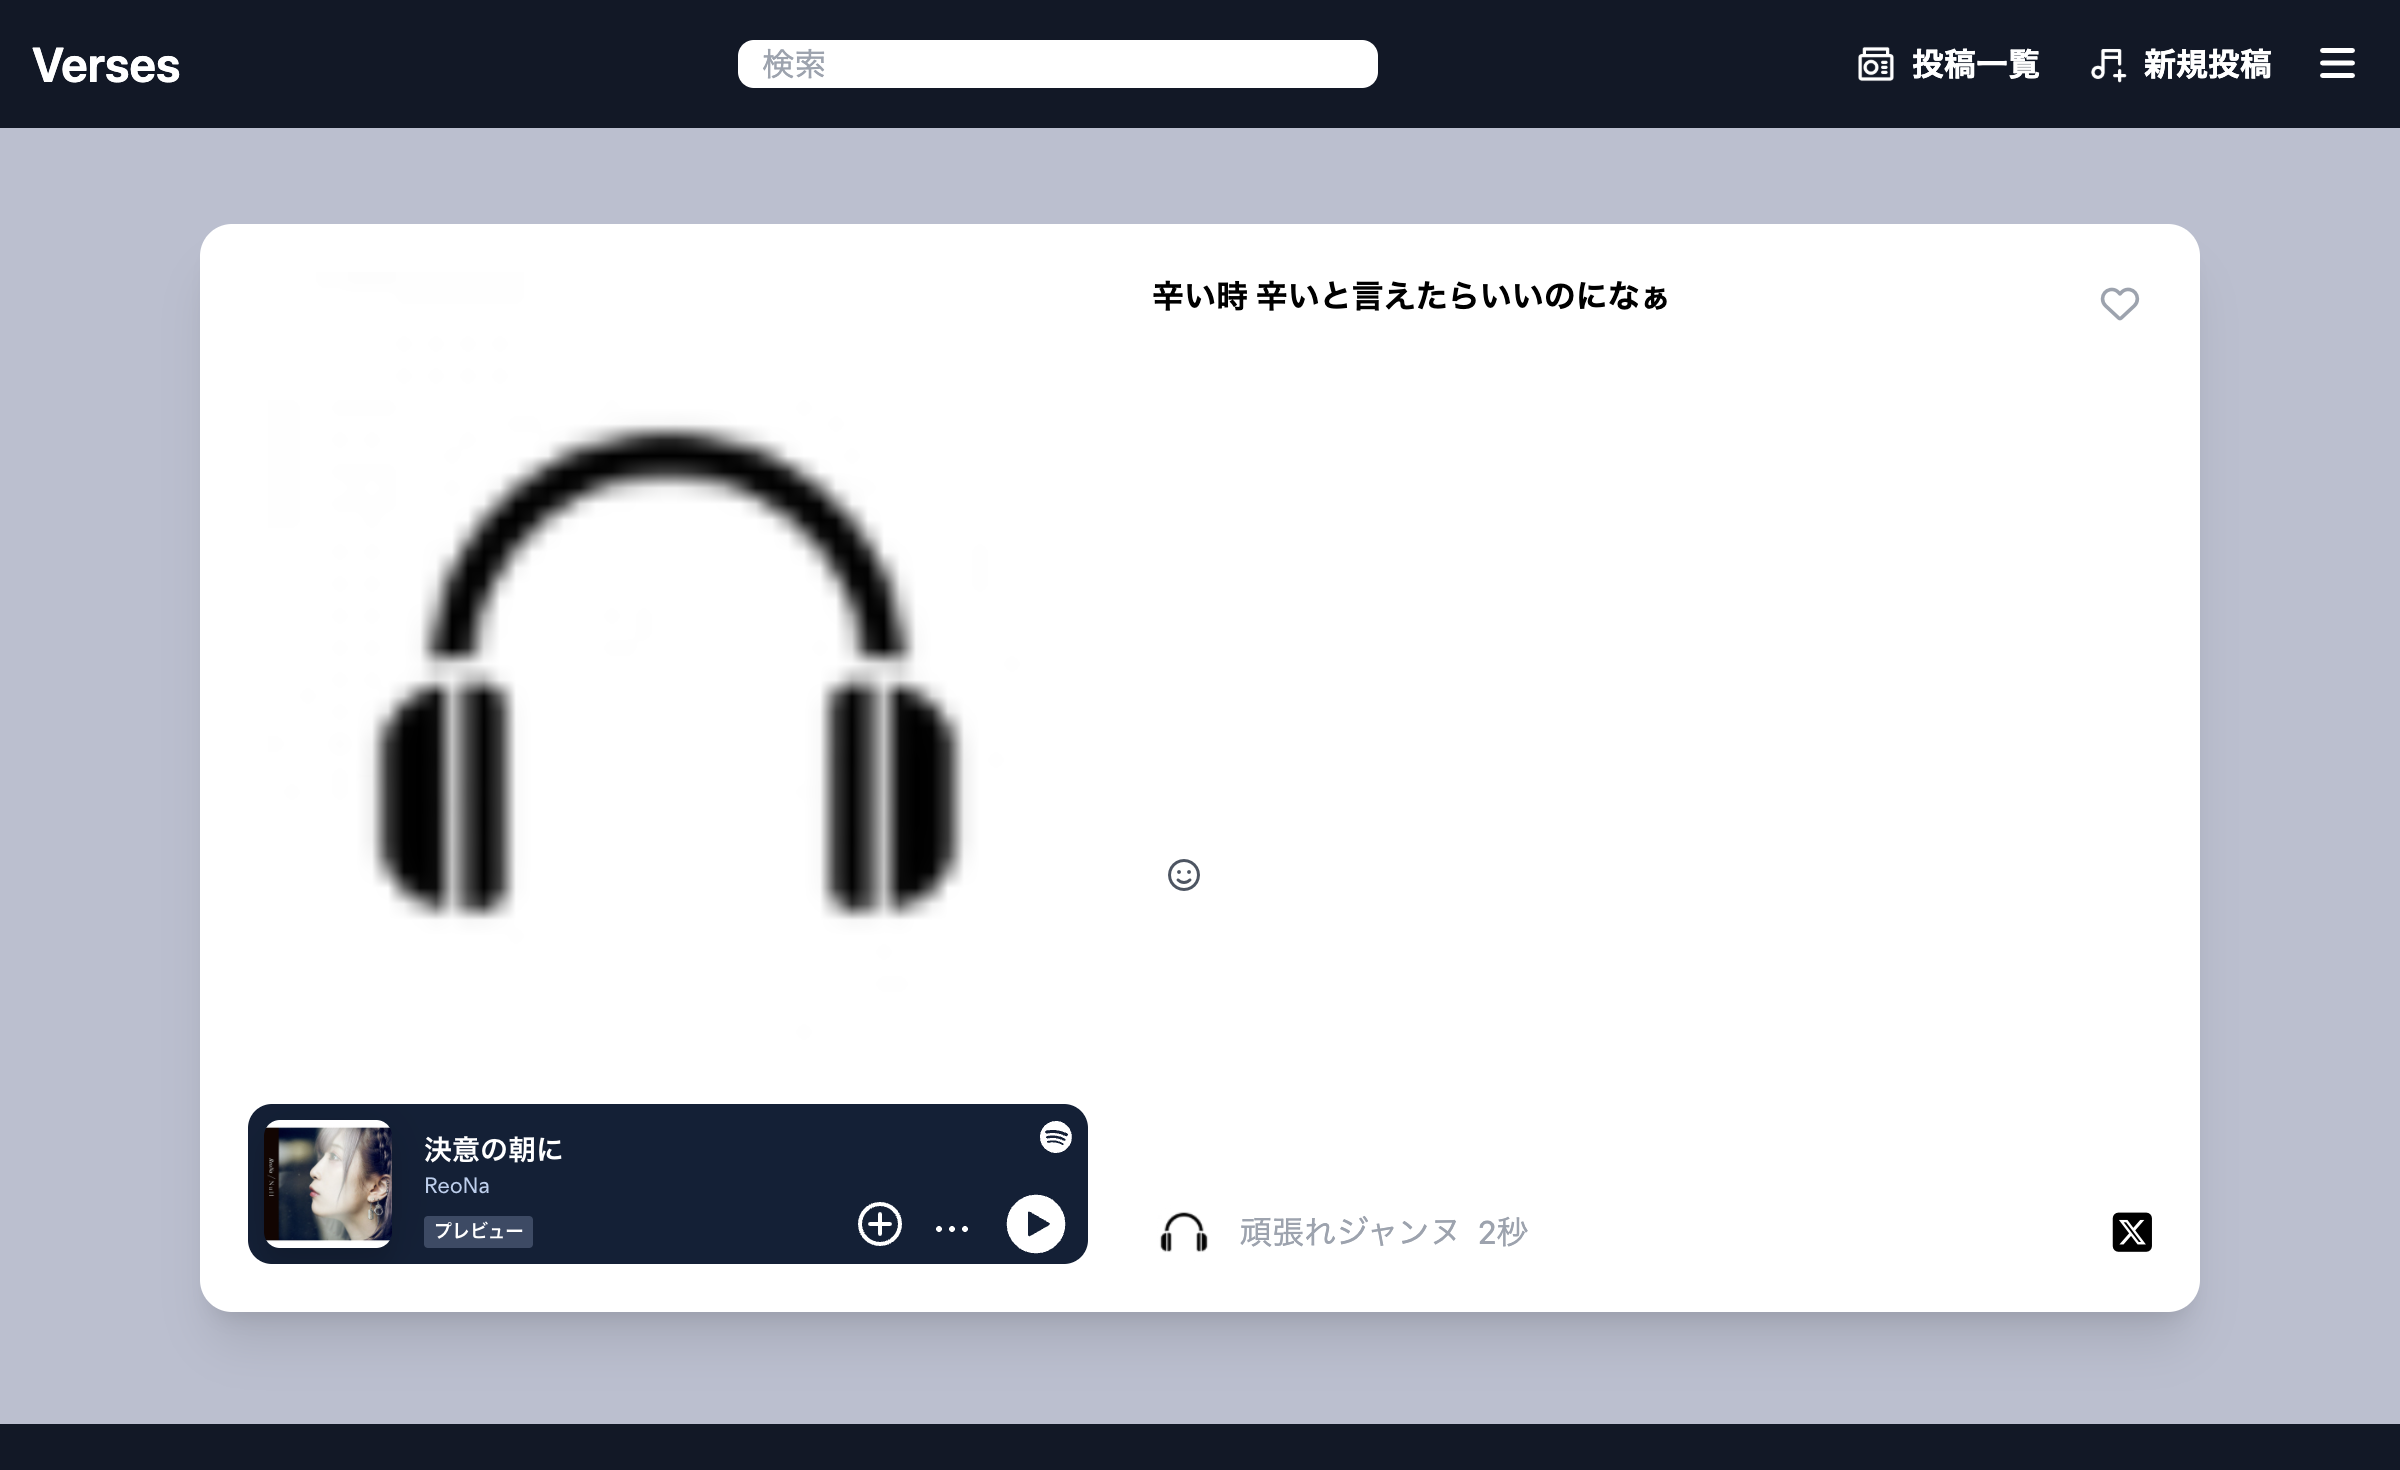 Verses
検索
投稿一覧
新規投稿
辛い時 辛いと言えたらいいのになぁ
決意の朝に
ReoNa
プレビュー
頑張れジャンヌ 2秒